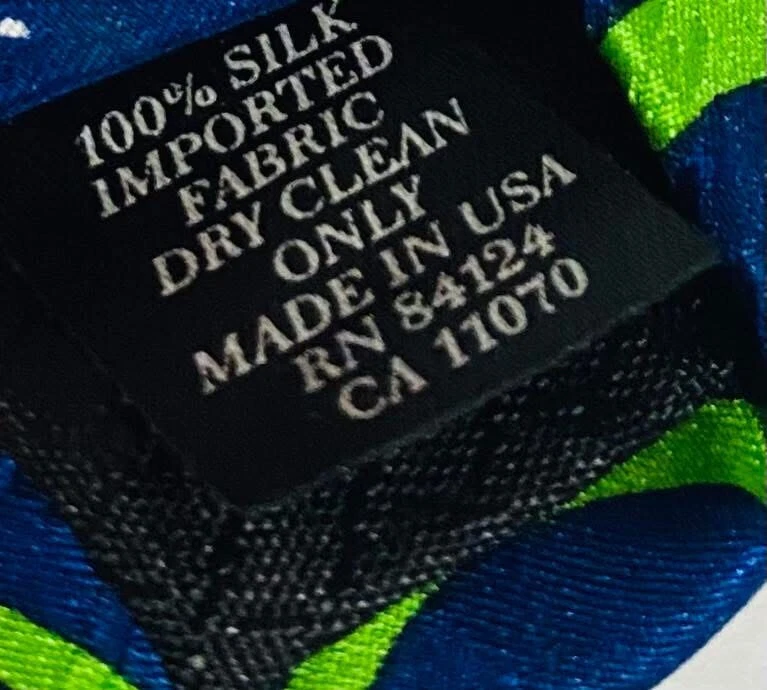 100% SILK
IMPORTED
FABRIC
DRY CLEAN
ONLY
MADE IN USA
RN 84124
CA 11070